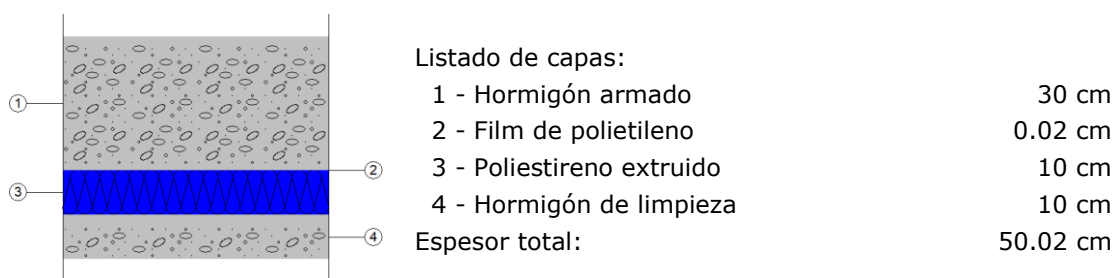 Listado de capas:
1 - Hormigón armado 30 cm
2 - Film de polietileno 0.02 cm
3 - Poliestireno extruido 10 cm
4 - Hormigón de limpieza 10 cm
Espesor total: 50.02 cm
1
2
3
4